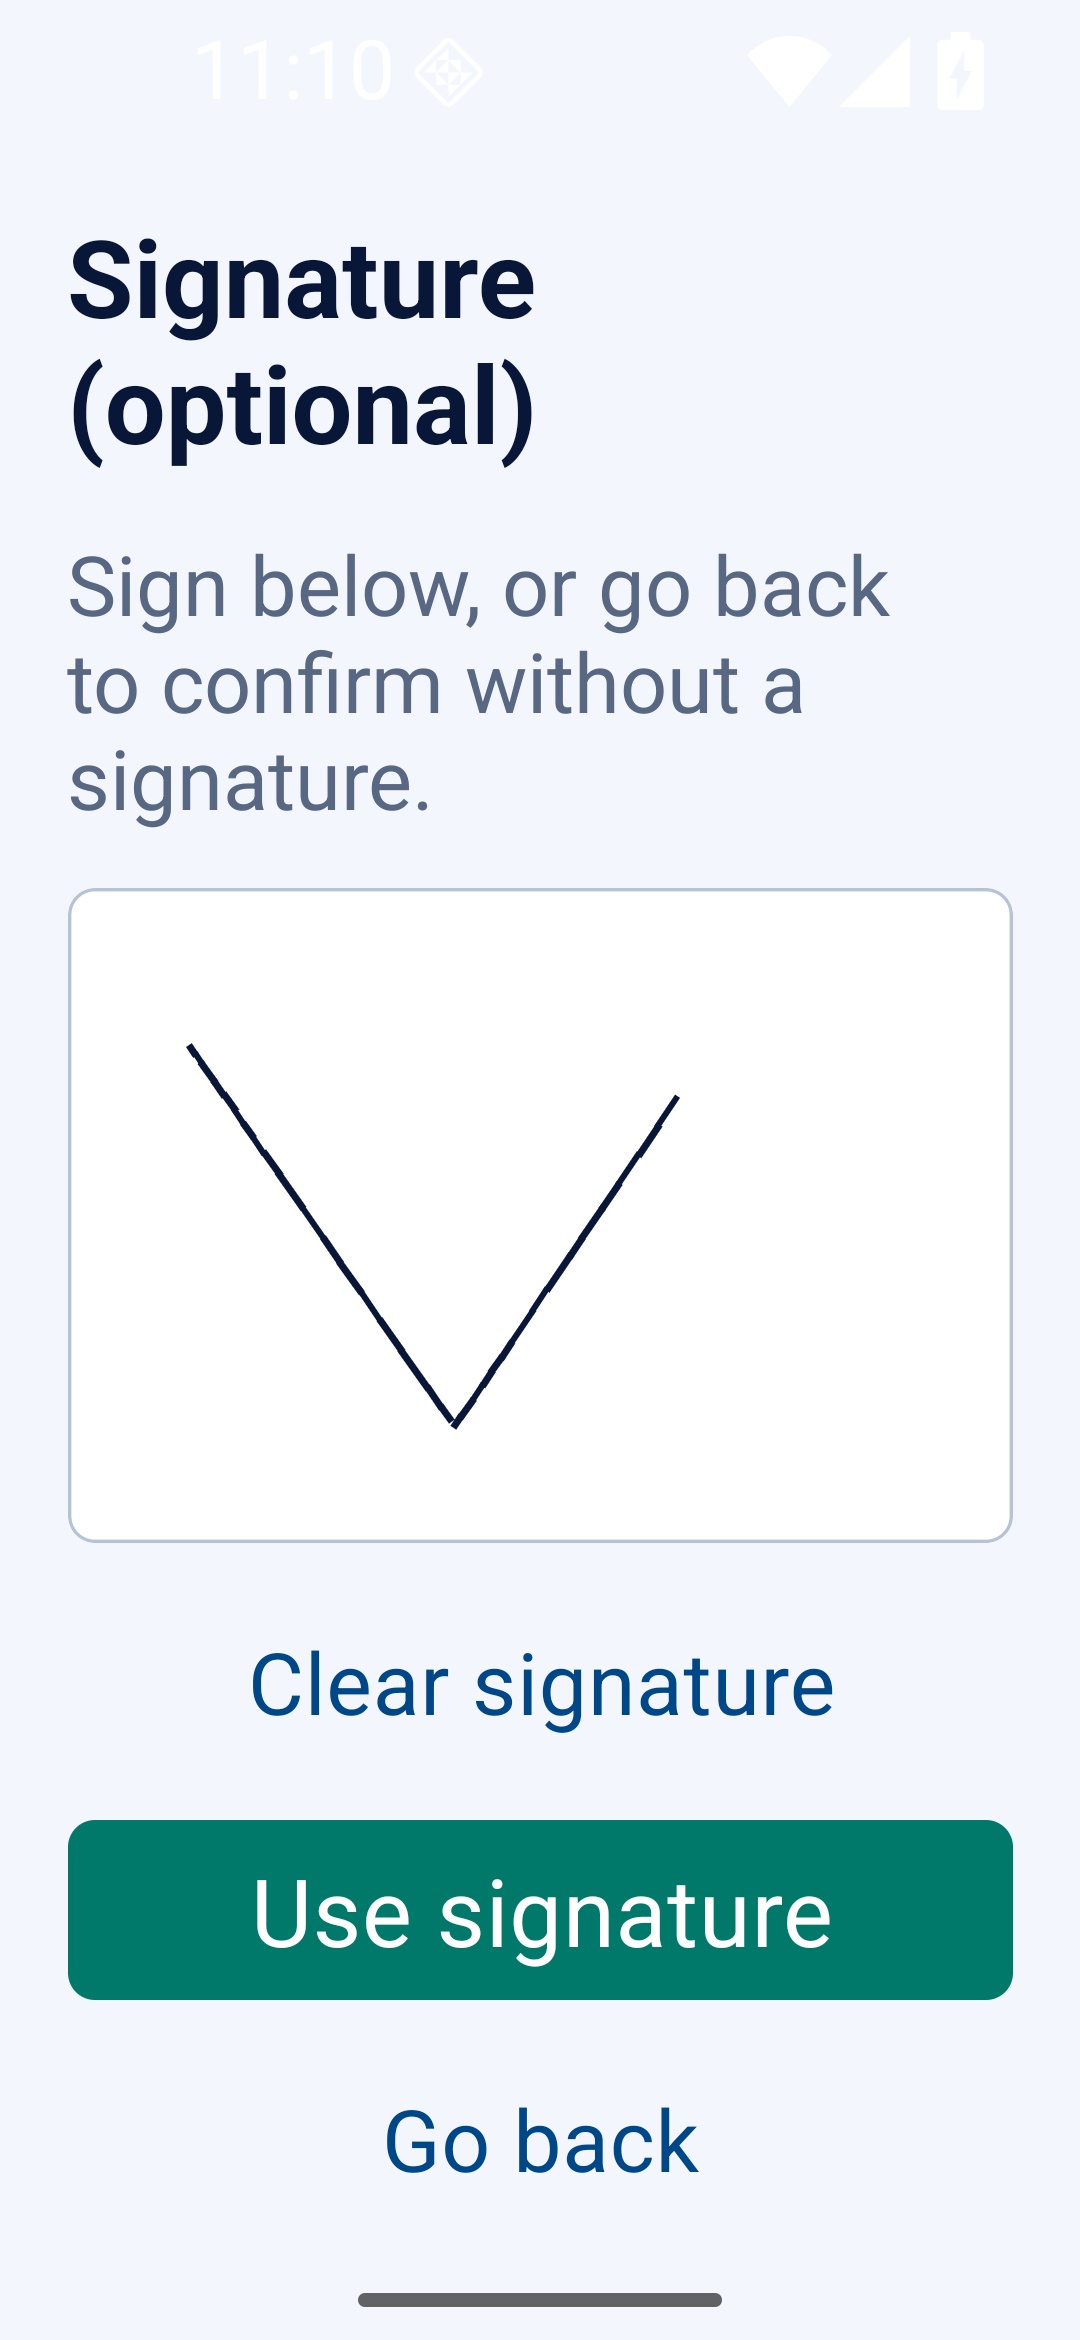 11:10
Signature
(optional)
Sign below, or go back
to confirm without a
signature.
Clear signature
Use signature
Go back